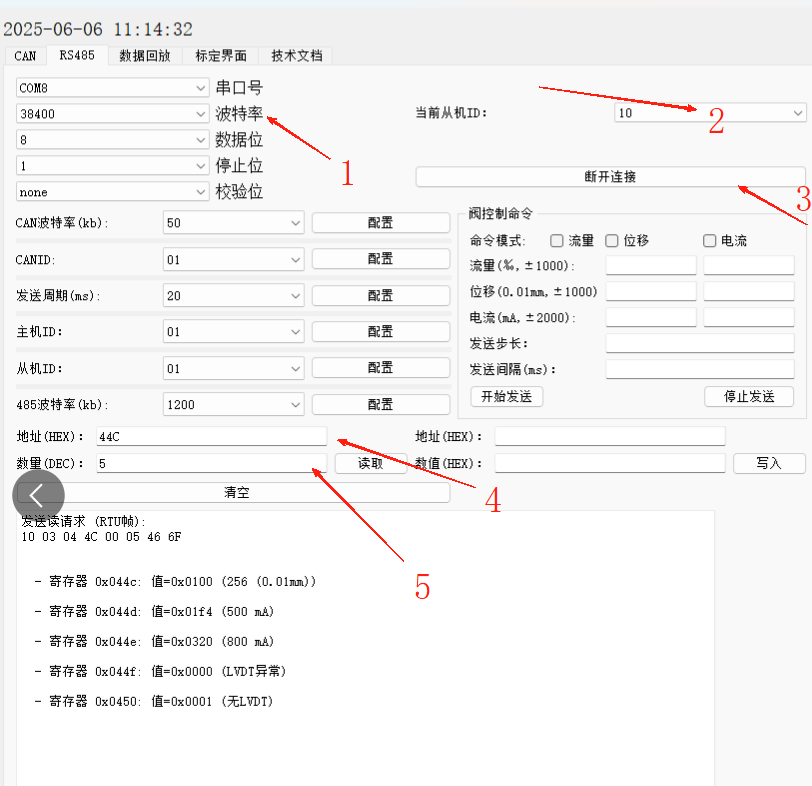 2025-06-06 11:14:32
CAN RS485 数据回放 标定界面 技术文档
COM8 串口号
38400 波特率 当前从机ID: 10 2
8 数据位
1 停止位 1
none 校验位 断开连接 3
CAN波特率(kb): 50 配置 阀控制命令
命令模式: 流量 位移 电流
CANID: 01 配置 流量(‰,±1000):
发送周期(ms): 20 配置 位移(0.01mm,±1000)
主机ID: 01 配置 电流(mA,±2000):
发送步长:
从机ID: 01 配置 发送间隔(ms):
485波特率(kb): 1200 配置 开始发送 停止发送
地址(HEX): 44C 地址(HEX):
数量(DEC): 5 读取 数值(HEX): 写入
清空 4
发送读请求 (RTU帧):
10 03 04 4C 00 05 46 6F
5
- 寄存器 0x044c: 值=0x0100 (256 (0.01mm))
- 寄存器 0x044d: 值=0x01f4 (500 mA)
- 寄存器 0x044e: 值=0x0320 (800 mA)
- 寄存器 0x044f: 值=0x0000 (LVDT异常)
- 寄存器 0x0450: 值=0x0001 (无LVDT)